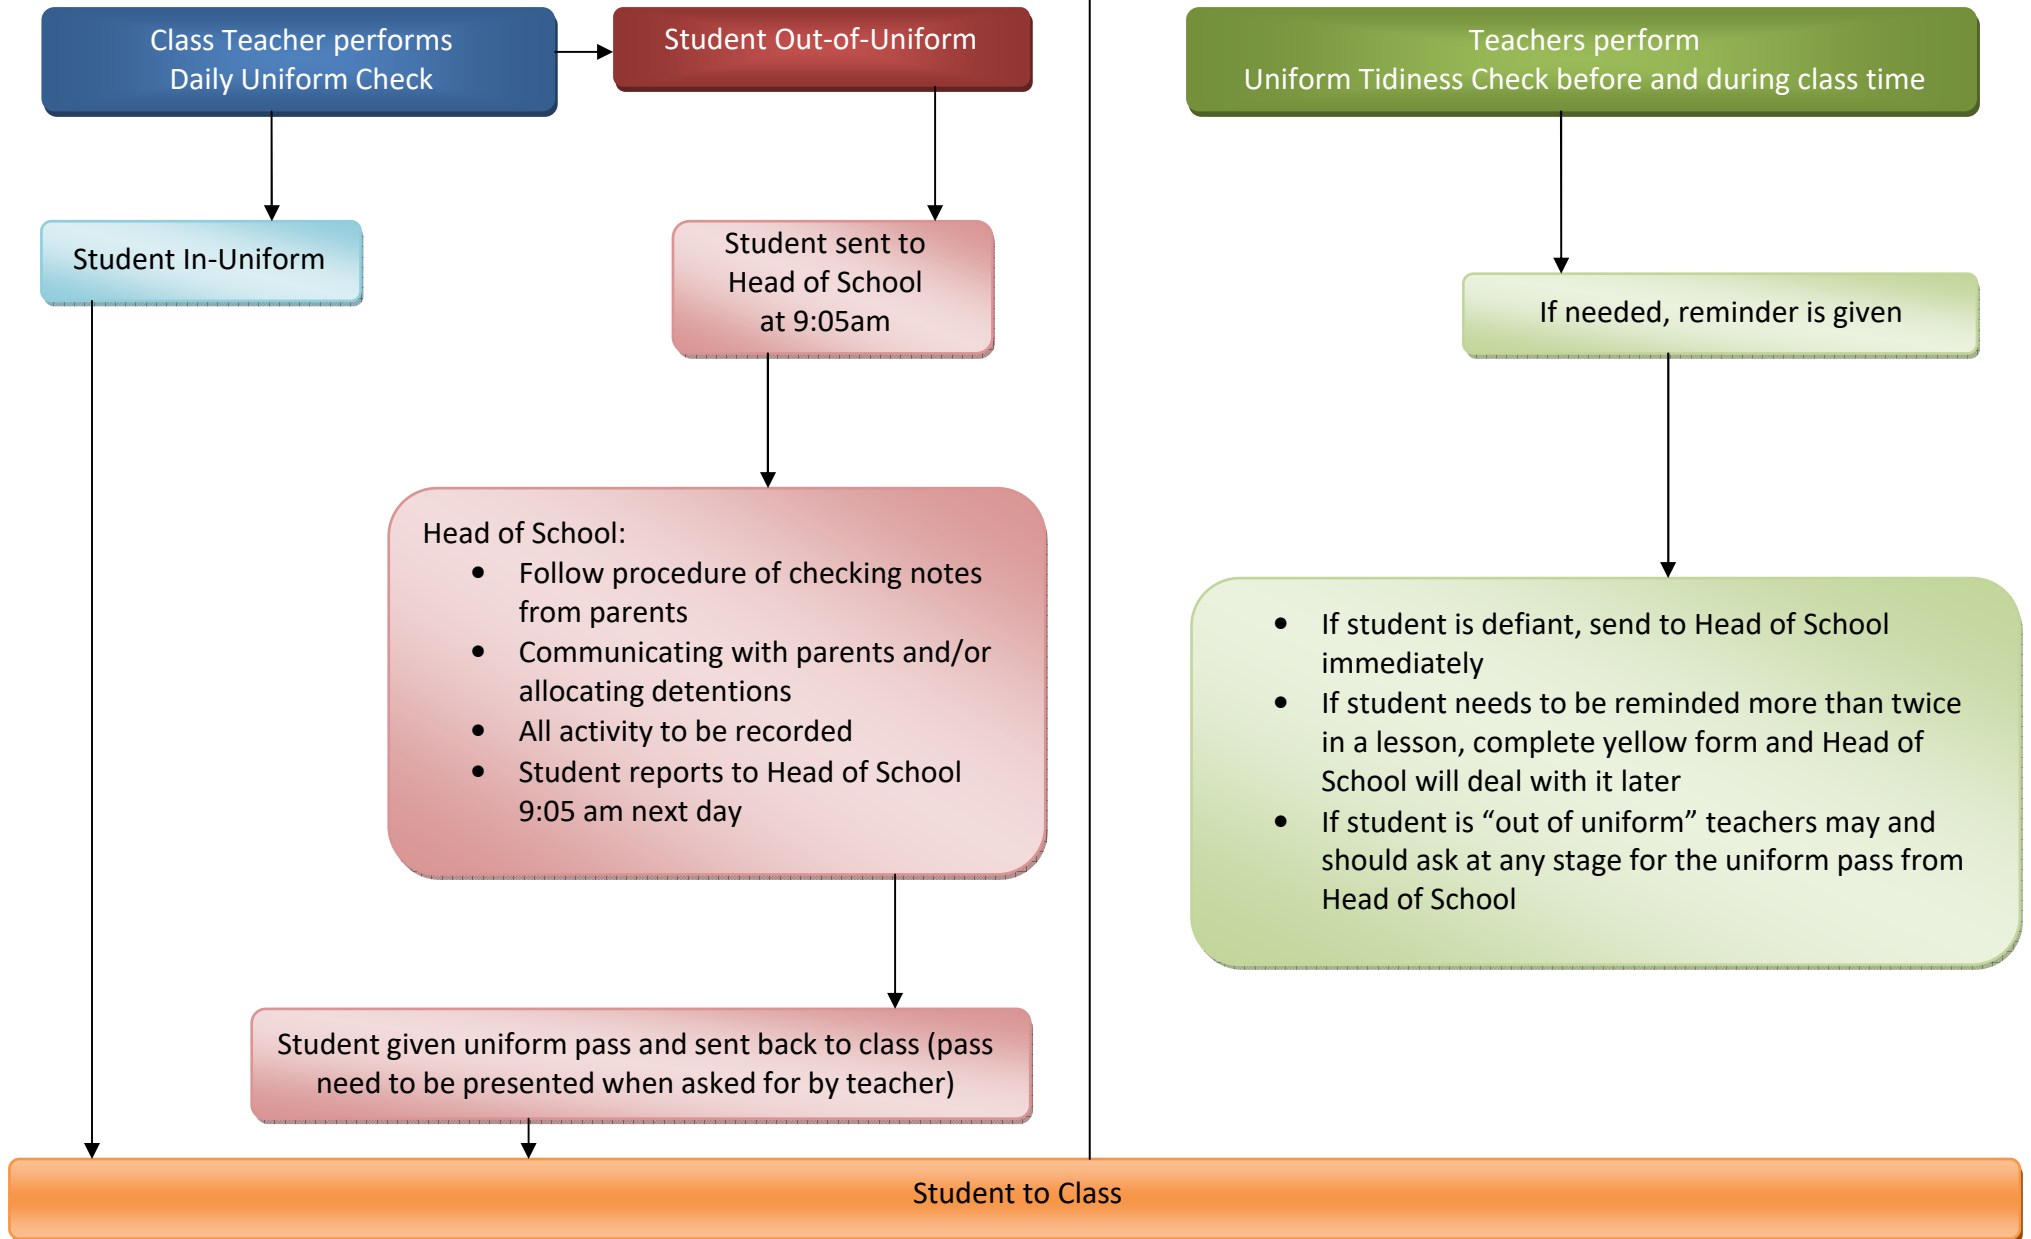 Class Teacher performs
Daily Uniform Check
Student Out-of-Uniform
Student In-Uniform
Student sent to
Head of School
at 9:05am
Head of School:
• Follow procedure of checking notes
from parents
• Communicating with parents and/or
allocating detentions
• All activity to be recorded
• Student reports to Head of School
9:05 am next day
Student given uniform pass and sent back to class (pass
need to be presented when asked for by teacher)
Teachers perform
Uniform Tidiness Check before and during class time
If needed, reminder is given
• If student is defiant, send to Head of School
immediately
• If student needs to be reminded more than twice
in a lesson, complete yellow form and Head of
School will deal with it later
• If student is “out of uniform” teachers may and
should ask at any stage for the uniform pass from
Head of School
Student to Class